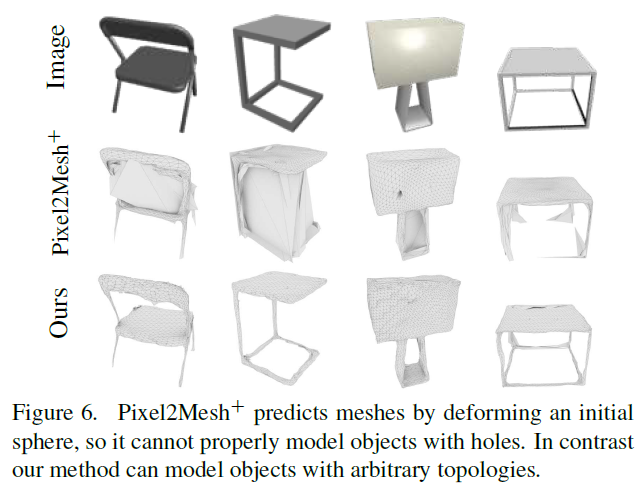 Image
Pixel2Mesh+
Ours
Figure 6. Pixel2Mesh+ predicts meshes by deforming an initial
sphere, so it cannot properly model objects with holes. In contrast
our method can model objects with arbitrary topologies.